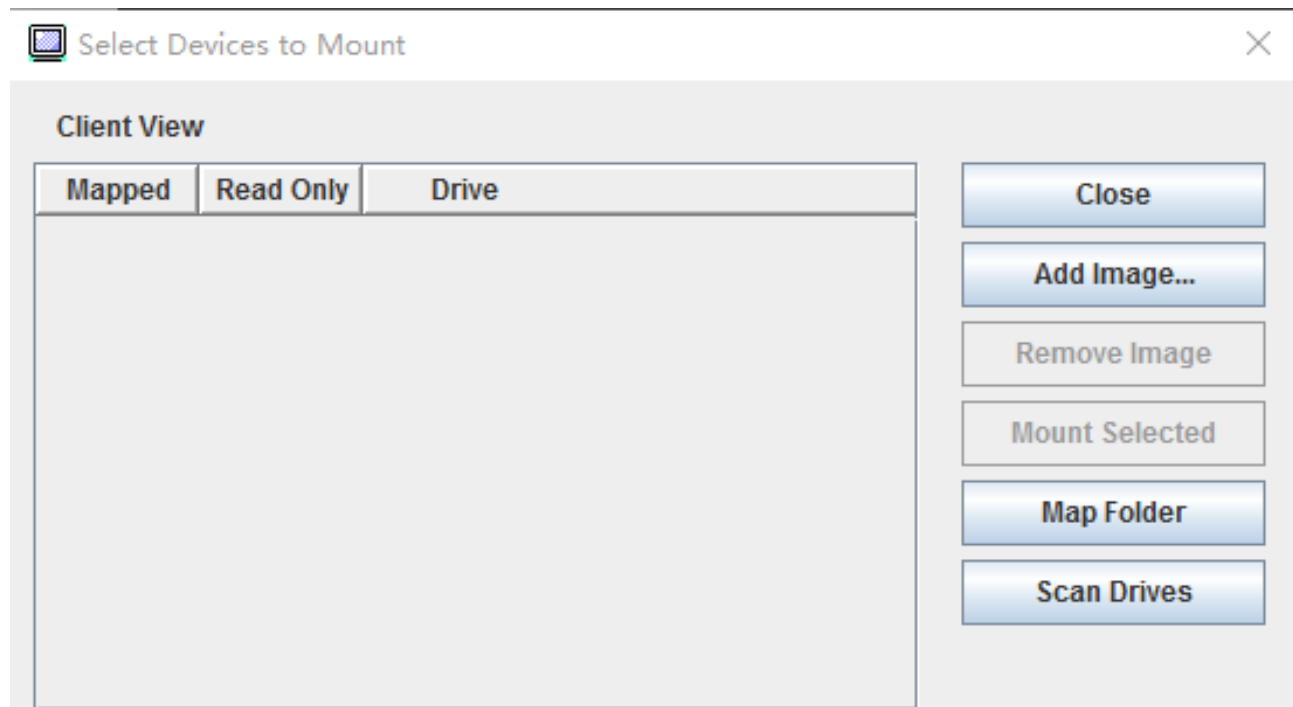 Select Devices to Mount
Client View
Mapped Read Only Drive
Close
Add Image...
Remove Image
Mount Selected
Map Folder
Scan Drives